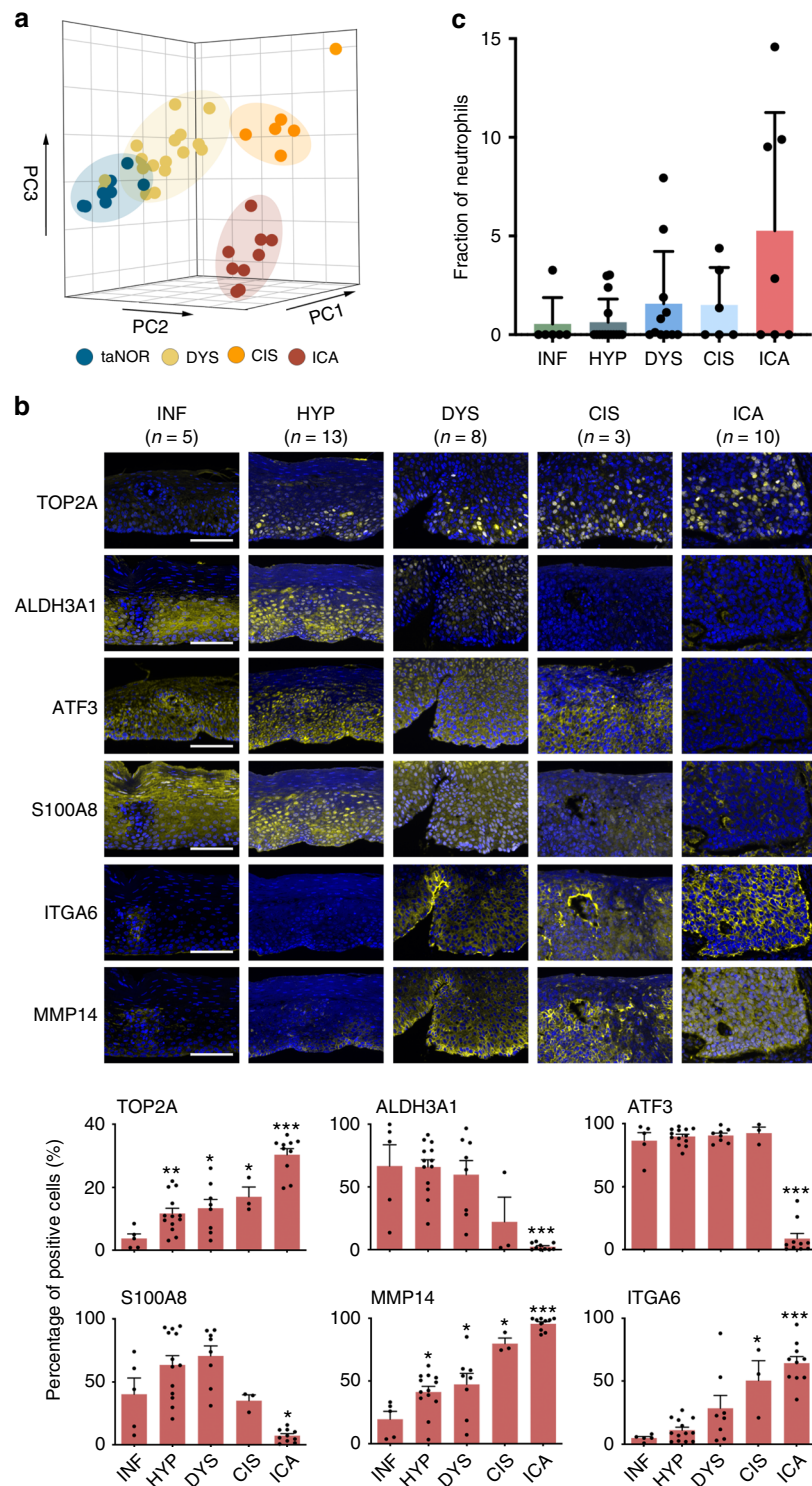 a
PC3
PC2
PC1
taNOR
DYS
CIS
ICA
c
Fraction of neutrophils
15
10
5
0
INF
HYP
DYS
CIS
ICA
b
INF
(n = 5)
HYP
(n = 13)
DYS
(n = 8)
CIS
(n = 3)
ICA
(n = 10)
TOP2A
ALDH3A1
ATF3
S100A8
ITGA6
MMP14
Percentage of positive cells (%)
TOP2A
40
20
0
**
*
*
***
ALDH3A1
100
50
0
***
ATF3
100
50
0
***
S100A8
100
50
0
*
INF
HYP
DYS
CIS
ICA
MMP14
100
50
0
*
*
*
***
INF
HYP
DYS
CIS
ICA
ITGA6
100
50
0
*
***
INF
HYP
DYS
CIS
ICA